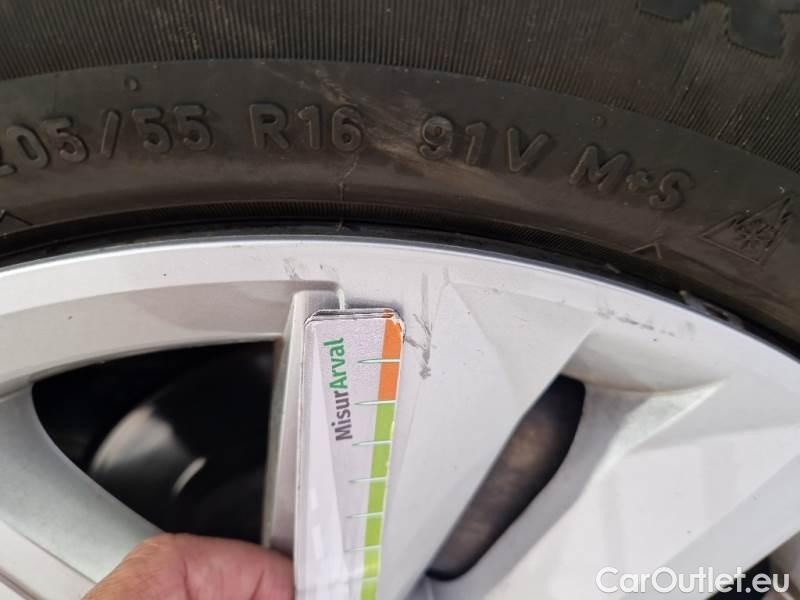 205/55 R16 91V M+S
MisurArval
CarOutlet.eu